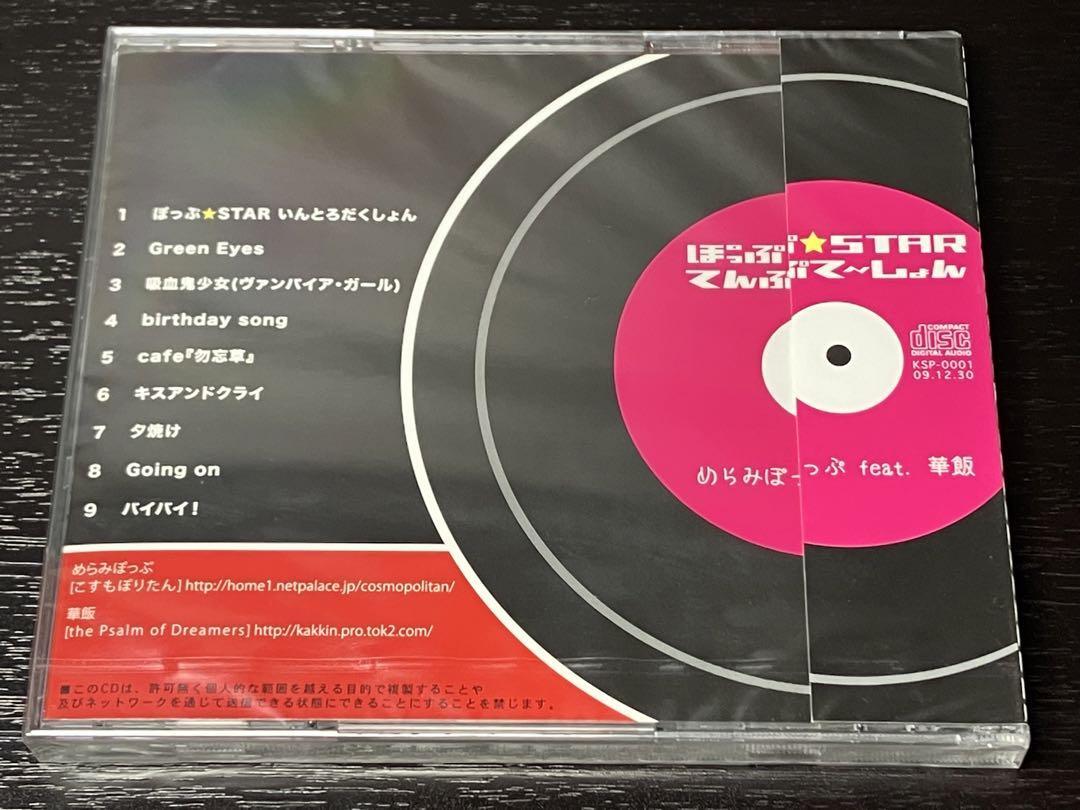 1 ぽっぷ★STAR いんとろだくしょん
2 Green Eyes
3 吸血鬼少女(ヴァンパイア・ガール)
4 birthday song
5 cafe『勿忘草』
6 キスアンドクライ
7 夕焼け
8 Going on
9 バイバイ！
めらみぽっぷ
[こすもぽりたん] http://home1.netpalace.jp/cosmopolitan/
華飯
[the Psalm of Dreamers] http://kakkin.pro.tok2.com/
■このCDは、許可無く個人的な範囲を越える目的で複製することや
及びネットワークを通じて送信できる状態にできることにすることを禁じます。
ぽっぷ★STAR
てんぷて〜しょん
COMPACT
disc
DIGITAL AUDIO
KSP-0001
09.12.30
めらみぽっぷ feat. 華飯